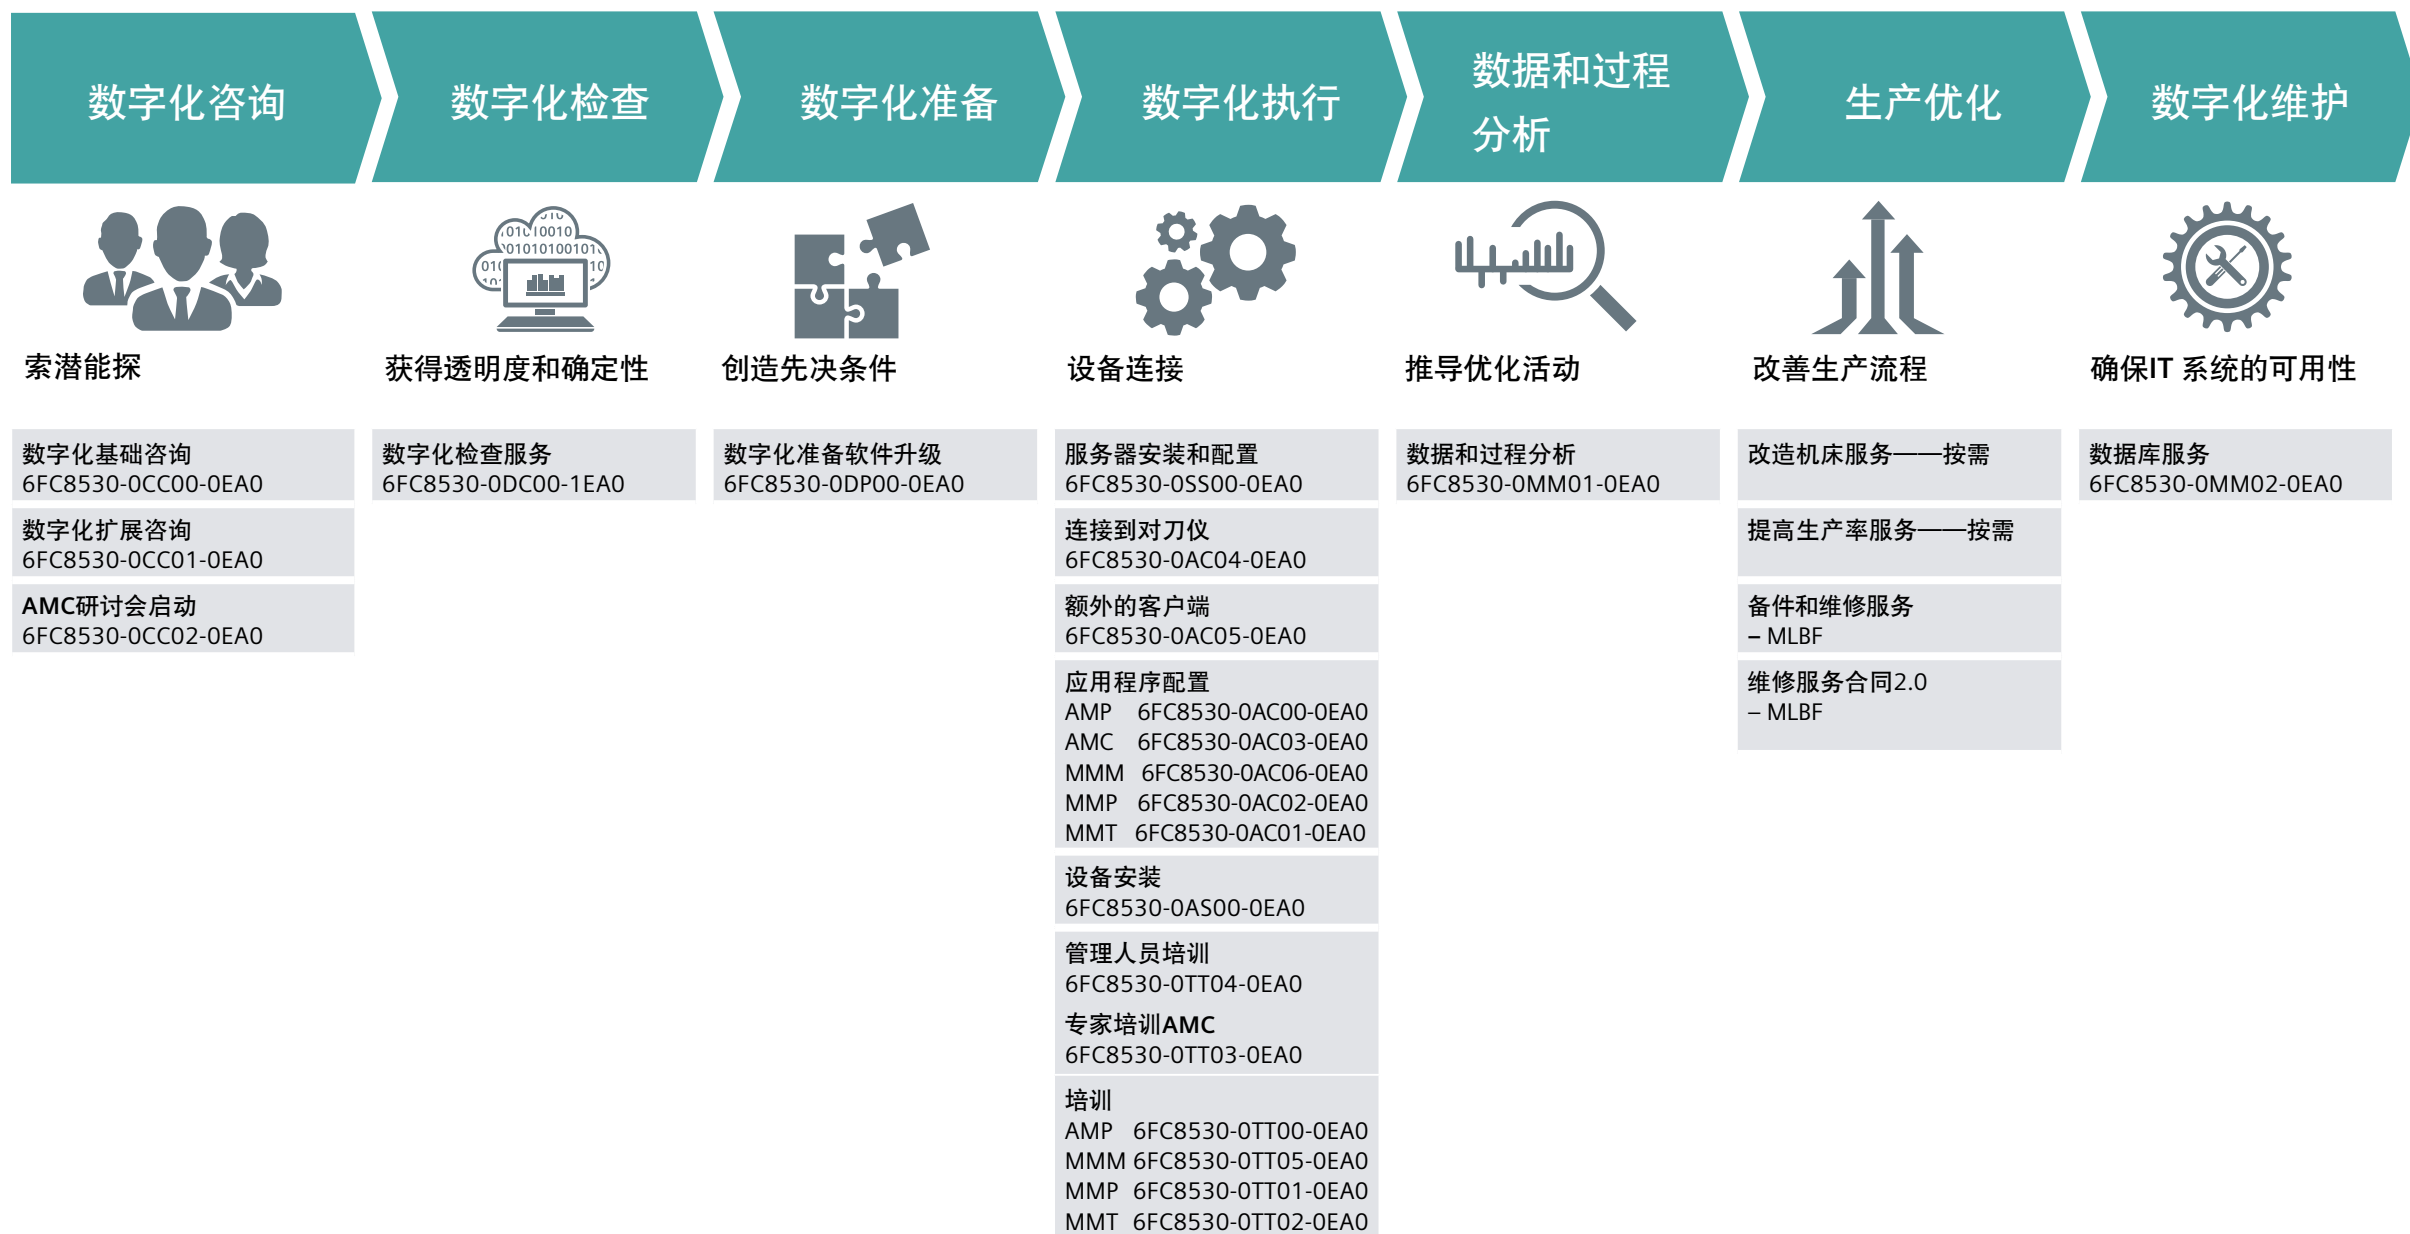 数字化咨询
数字化检查
数字化准备
数字化执行
数据和过程
分析
生产优化
数字化维护
索潜能探
获得透明度和确定性
创造先决条件
设备连接
推导优化活动
改善生产流程
确保IT 系统的可用性
数字化基础咨询
6FC8530-0CC00-0EA0
数字化扩展咨询
6FC8530-0CC01-0EA0
AMC研讨会启动
6FC8530-0CC02-0EA0
数字化检查服务
6FC8530-0DC00-1EA0
数字化准备软件升级
6FC8530-0DP00-0EA0
服务器安装和配置
6FC8530-0SS00-0EA0
连接到对刀仪
6FC8530-0AC04-0EA0
额外的客户端
6FC8530-0AC05-0EA0
应用程序配置
AMP 6FC8530-0AC00-0EA0
AMC 6FC8530-0AC03-0EA0
MMM 6FC8530-0AC06-0EA0
MMP 6FC8530-0AC02-0EA0
MMT 6FC8530-0AC01-0EA0
设备安装
6FC8530-0AS00-0EA0
管理人员培训
6FC8530-0TT04-0EA0
专家培训AMC
6FC8530-0TT03-0EA0
培训
AMP 6FC8530-0TT00-0EA0
MMM 6FC8530-0TT05-0EA0
MMP 6FC8530-0TT01-0EA0
MMT 6FC8530-0TT02-0EA0
数据和过程分析
6FC8530-0MM01-0EA0
改造机床服务——按需
提高生产率服务——按需
备件和维修服务
– MLBF
维修服务合同2.0
– MLBF
数据库服务
6FC8530-0MM02-0EA0